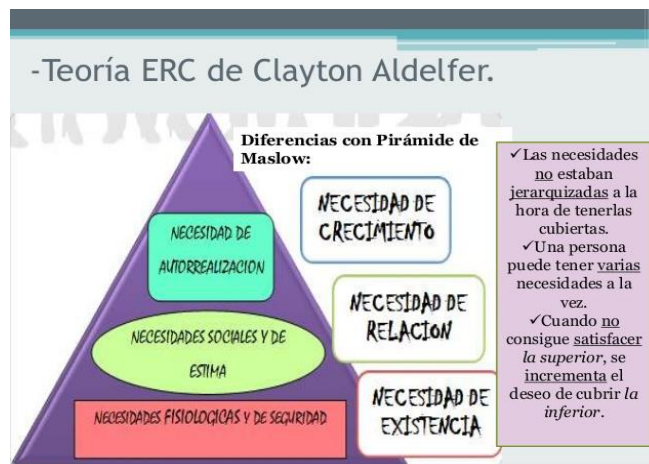 -Teoría ERC de Clayton Aldelfer.
Diferencias con Pirámide de
Maslow:
NECESIDAD DE
AUTORREALIZACION
NECESIDADES SOCIALES Y DE
ESTIMA
NECESIDADES FISIOLOGICAS Y DE SEGURIDAD
NECESIDAD DE
CRECIMIENTO
NECESIDAD DE
RELACION
NECESIDAD DE
EXISTENCIA
✓Las necesidades
no estaban
jerarquizadas a la
hora de tenerlas
cubiertas.
✓Una persona
puede tener varias
necesidades a la
vez.
✓Cuando no
consigue satisfacer
la superior, se
incrementa el
deseo de cubrir la
inferior.